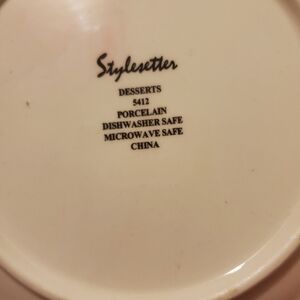 Stylesetter
DESSERTS
5412
PORCELAIN
DISHWASHER SAFE
MICROWAVE SAFE
CHINA